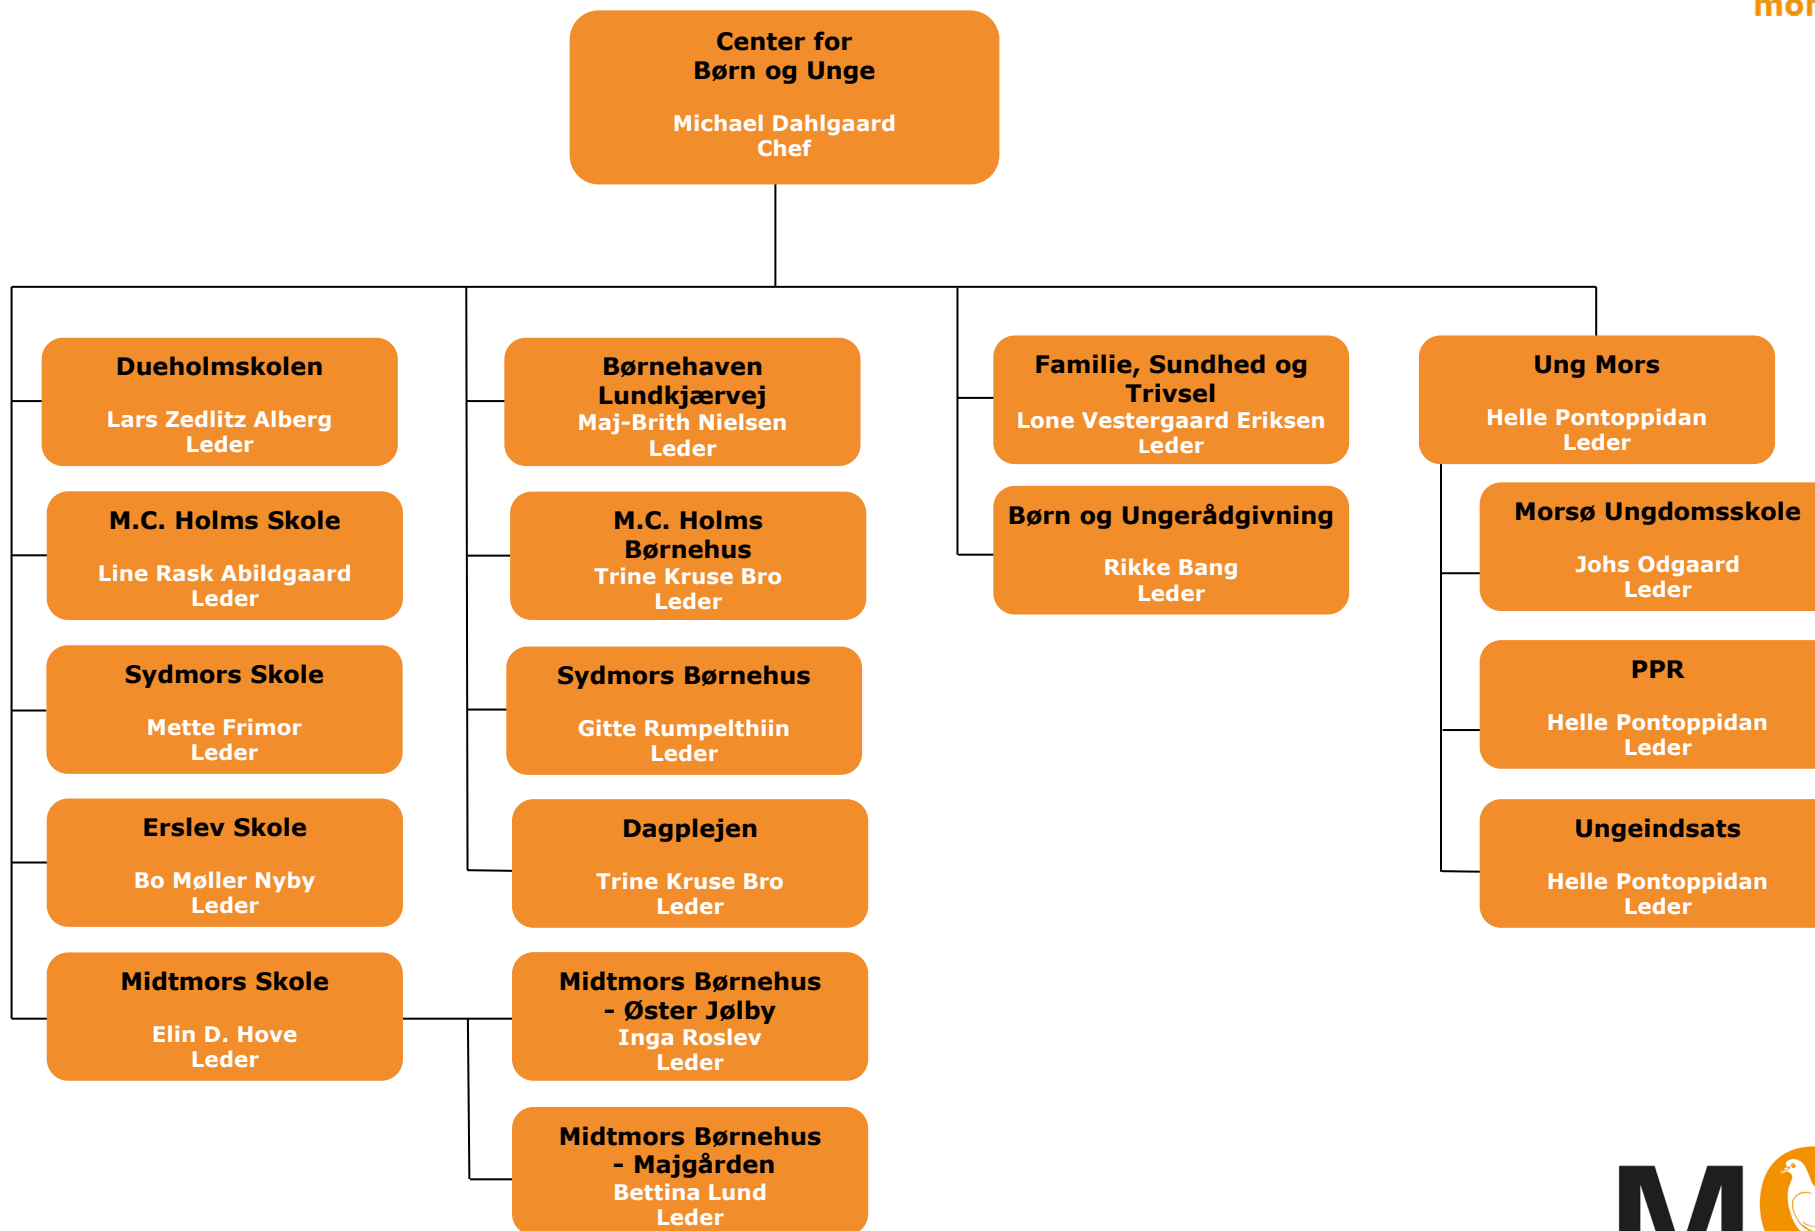 mor
Center for
Børn og Unge
Michael Dahlgaard
Chef
Dueholmskolen
Lars Zedlitz Alberg
Leder
M.C. Holms Skole
Line Rask Abildgaard
Leder
Sydmors Skole
Mette Frimor
Leder
Erslev Skole
Bo Møller Nyby
Leder
Midtmors Skole
Elin D. Hove
Leder
Børnehaven
Lundkjærvej
Maj-Brith Nielsen
Leder
M.C. Holms
Børnehus
Trine Kruse Bro
Leder
Sydmors Børnehus
Gitte Rumpelthiin
Leder
Dagplejen
Trine Kruse Bro
Leder
Midtmors Børnehus
- Øster Jølby
Inga Roslev
Leder
Midtmors Børnehus
- Majgården
Bettina Lund
Leder
Familie, Sundhed og
Trivsel
Lone Vestergaard Eriksen
Leder
Børn og Ungerådgivning
Rikke Bang
Leder
Ung Mors
Helle Pontoppidan
Leder
Morsø Ungdomsskole
Johs Odgaard
Leder
PPR
Helle Pontoppidan
Leder
Ungeindsats
Helle Pontoppidan
Leder
M